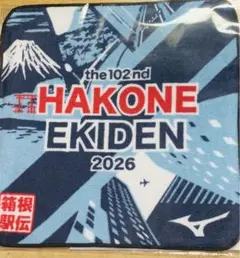 the 102nd
HAKONE
EKIDEN
2026
箱根
駅伝